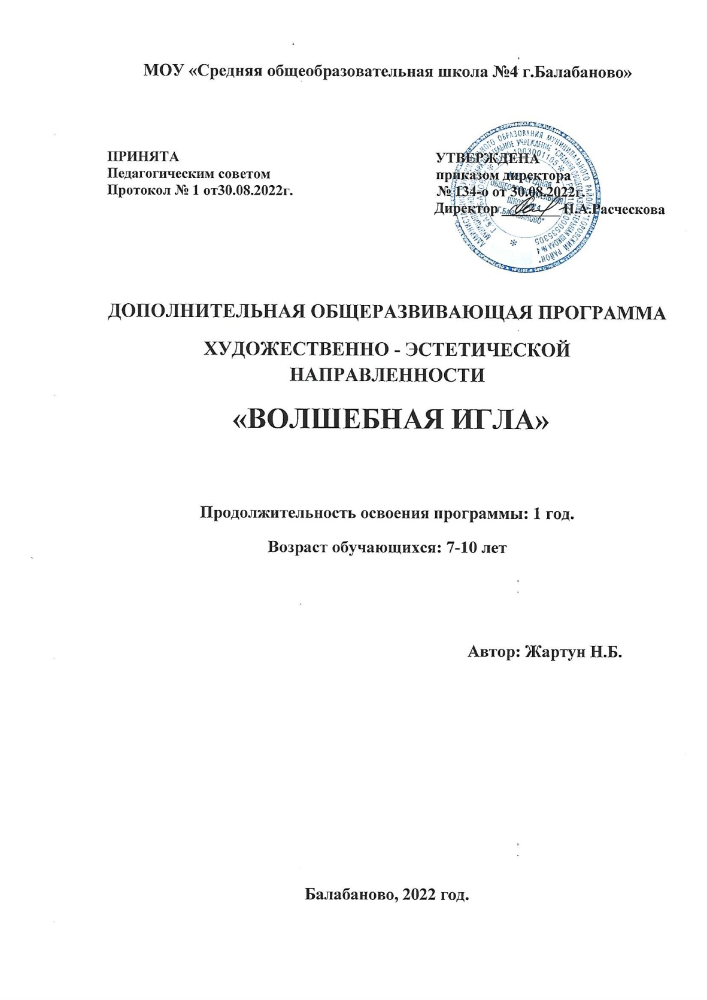 МОУ «Средняя общеобразовательная школа №4 г.Балабаново»
ПРИНЯТА
Педагогическим советом
Протокол № 1 от30.08.2022г.
УТВЕРЖДЕНА
приказом директора
№ 134-о от 30.08.2022г.
Директор Н.А.Расческова
ДОПОЛНИТЕЛЬНАЯ ОБЩЕРАЗВИВАЮЩАЯ ПРОГРАММА
ХУДОЖЕСТВЕННО - ЭСТЕТИЧЕСКОЙ
НАПРАВЛЕННОСТИ
«ВОЛШЕБНАЯ ИГЛА»
Продолжительность освоения программы: 1 год.
Возраст обучающихся: 7-10 лет
Автор: Жартун Н.Б.
Балабаново, 2022 год.